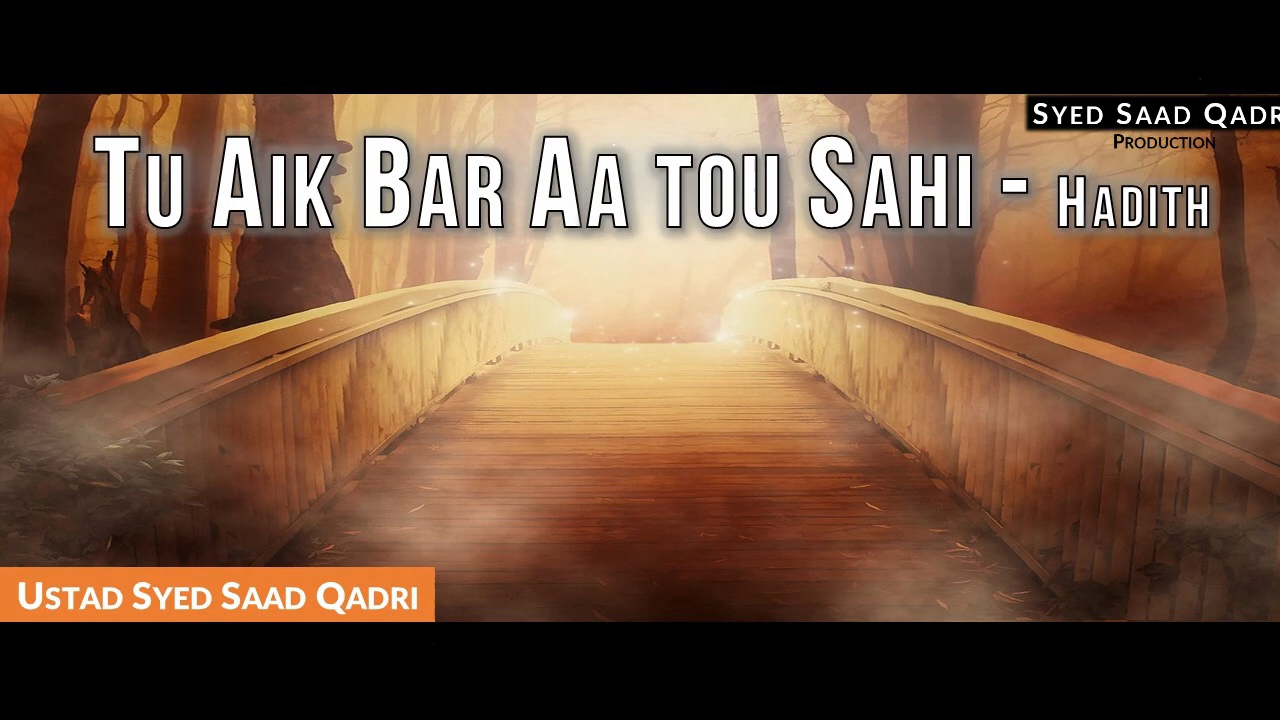 Syed Saad Qadr
Production
Tu Aik Bar Aa tou Sahi - Hadith
Ustad Syed Saad Qadri